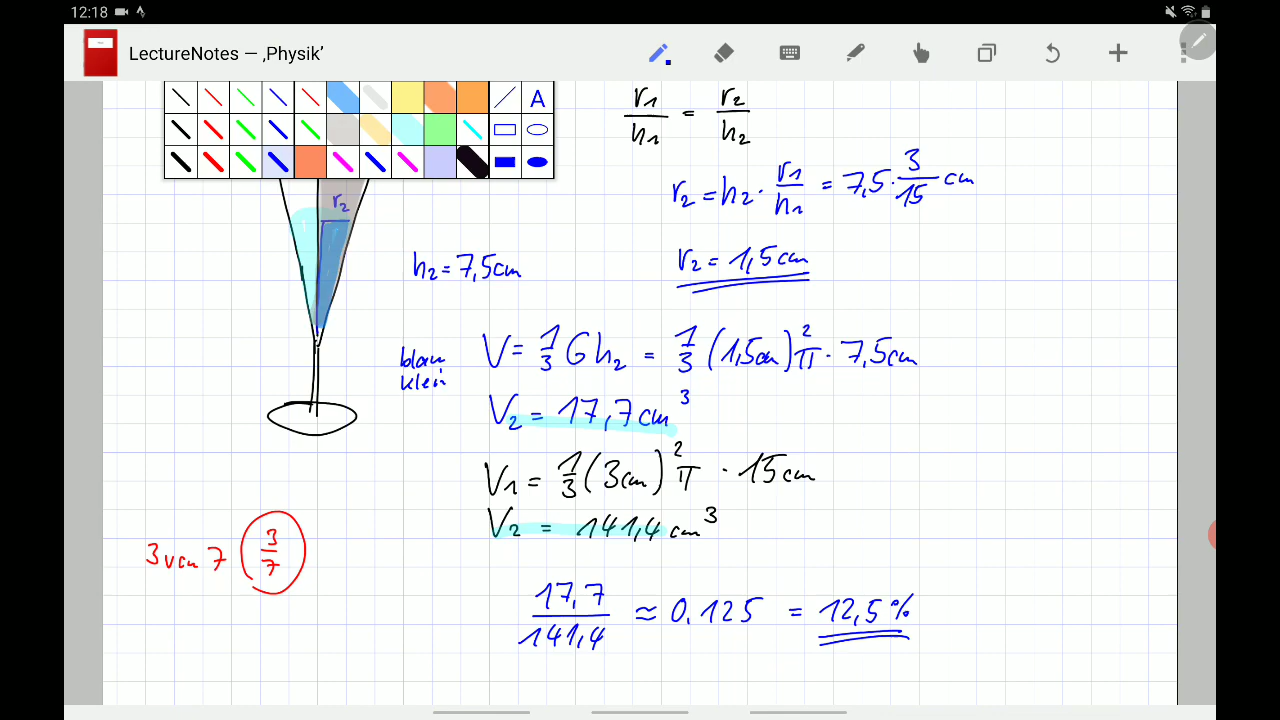 12:18
LectureNotes — ‚Physik’
A
r₁/h₁ = r₂/h₂
r₂ = h₂ · r₁/h₁ = 7,5 · 3/15 cm
r₂
h₂ = 7,5cm
r₂ = 1,5cm
blau
klein
V = 1/3 G h₂ = 1/3 (1,5cm)² π · 7,5cm
V₂ = 17,7cm³
V₁ = 1/3 (3cm)² π · 15cm
V₂ = 141,4 cm³
3 von 7 3/7
17,7/141,4 ≈ 0.125 = 12,5%